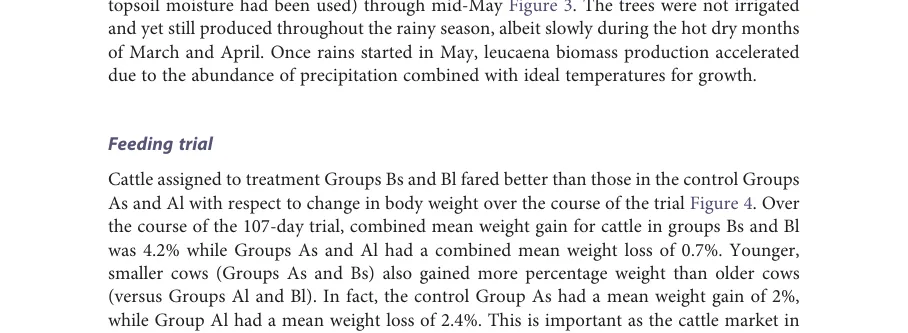 topsoil moisture had been used) through mid-May Figure 3. The trees were not irrigated
and yet still produced throughout the rainy season, albeit slowly during the hot dry months
of March and April. Once rains started in May, leucaena biomass production accelerated
due to the abundance of precipitation combined with ideal temperatures for growth.
Feeding trial
Cattle assigned to treatment Groups Bs and Bl fared better than those in the control Groups
As and Al with respect to change in body weight over the course of the trial Figure 4. Over
the course of the 107-day trial, combined mean weight gain for cattle in groups Bs and Bl
was 4.2% while Groups As and Al had a combined mean weight loss of 0.7%. Younger,
smaller cows (Groups As and Bs) also gained more percentage weight than older cows
(versus Groups Al and Bl). In fact, the control Group As had a mean weight gain of 2%,
while Group Al had a mean weight loss of 2.4%. This is important as the cattle market in